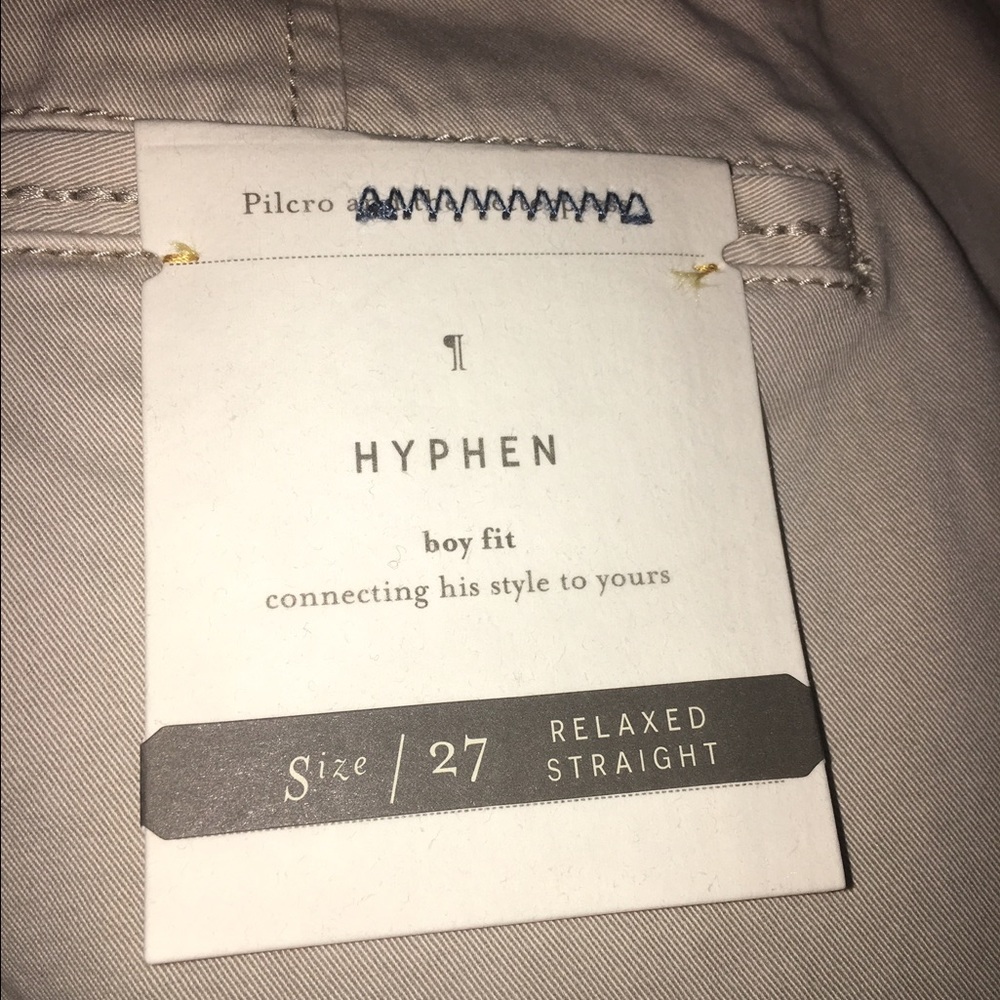 Pilcro
¶
HYPHEN
boy fit
connecting his style to yours
Size / 27
RELAXED
STRAIGHT